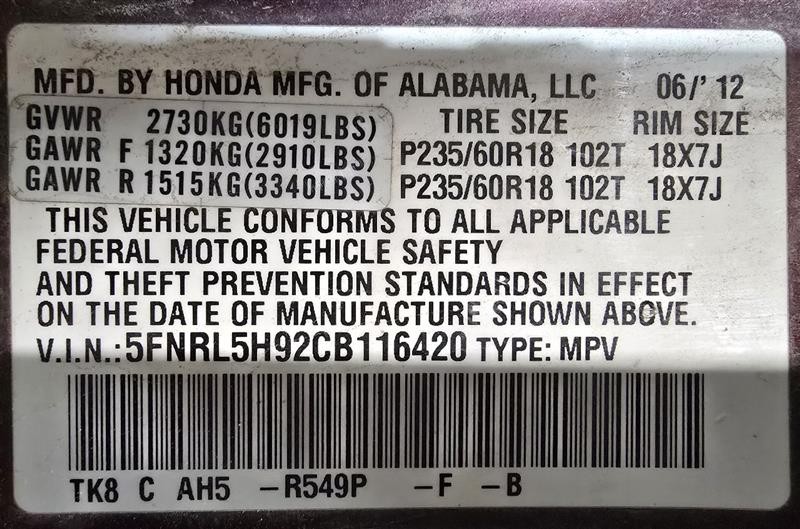 MFD. BY HONDA MFG. OF ALABAMA, LLC 06/' 12
GVWR 2730KG(6019LBS) TIRE SIZE RIM SIZE
GAWR F 1320KG(2910LBS) P235/60R18 102T 18X7J
GAWR R 1515KG(3340LBS) P235/60R18 102T 18X7J
THIS VEHICLE CONFORMS TO ALL APPLICABLE
FEDERAL MOTOR VEHICLE SAFETY
AND THEFT PREVENTION STANDARDS IN EFFECT
ON THE DATE OF MANUFACTURE SHOWN ABOVE.
V.I.N.:5FNRL5H92CB116420 TYPE: MPV
TK8 C AH5 -R549P -F -B